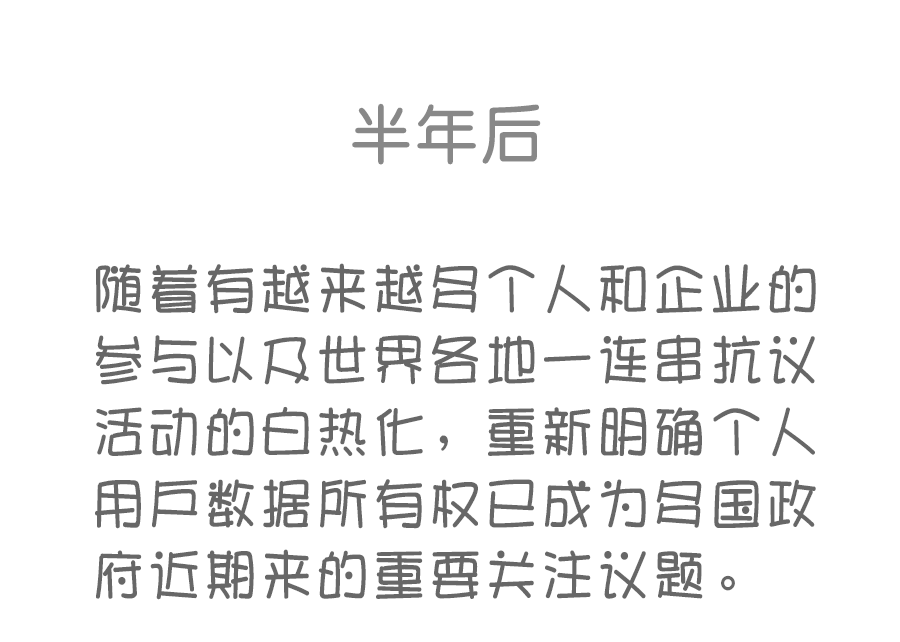 半年后
随着有越来越名个人和企业的
参与以及世界各地一连串抗议
活动的白热化，重新明确个人
用户数据所有权已成为名国政
府近期来的重要关注议题。